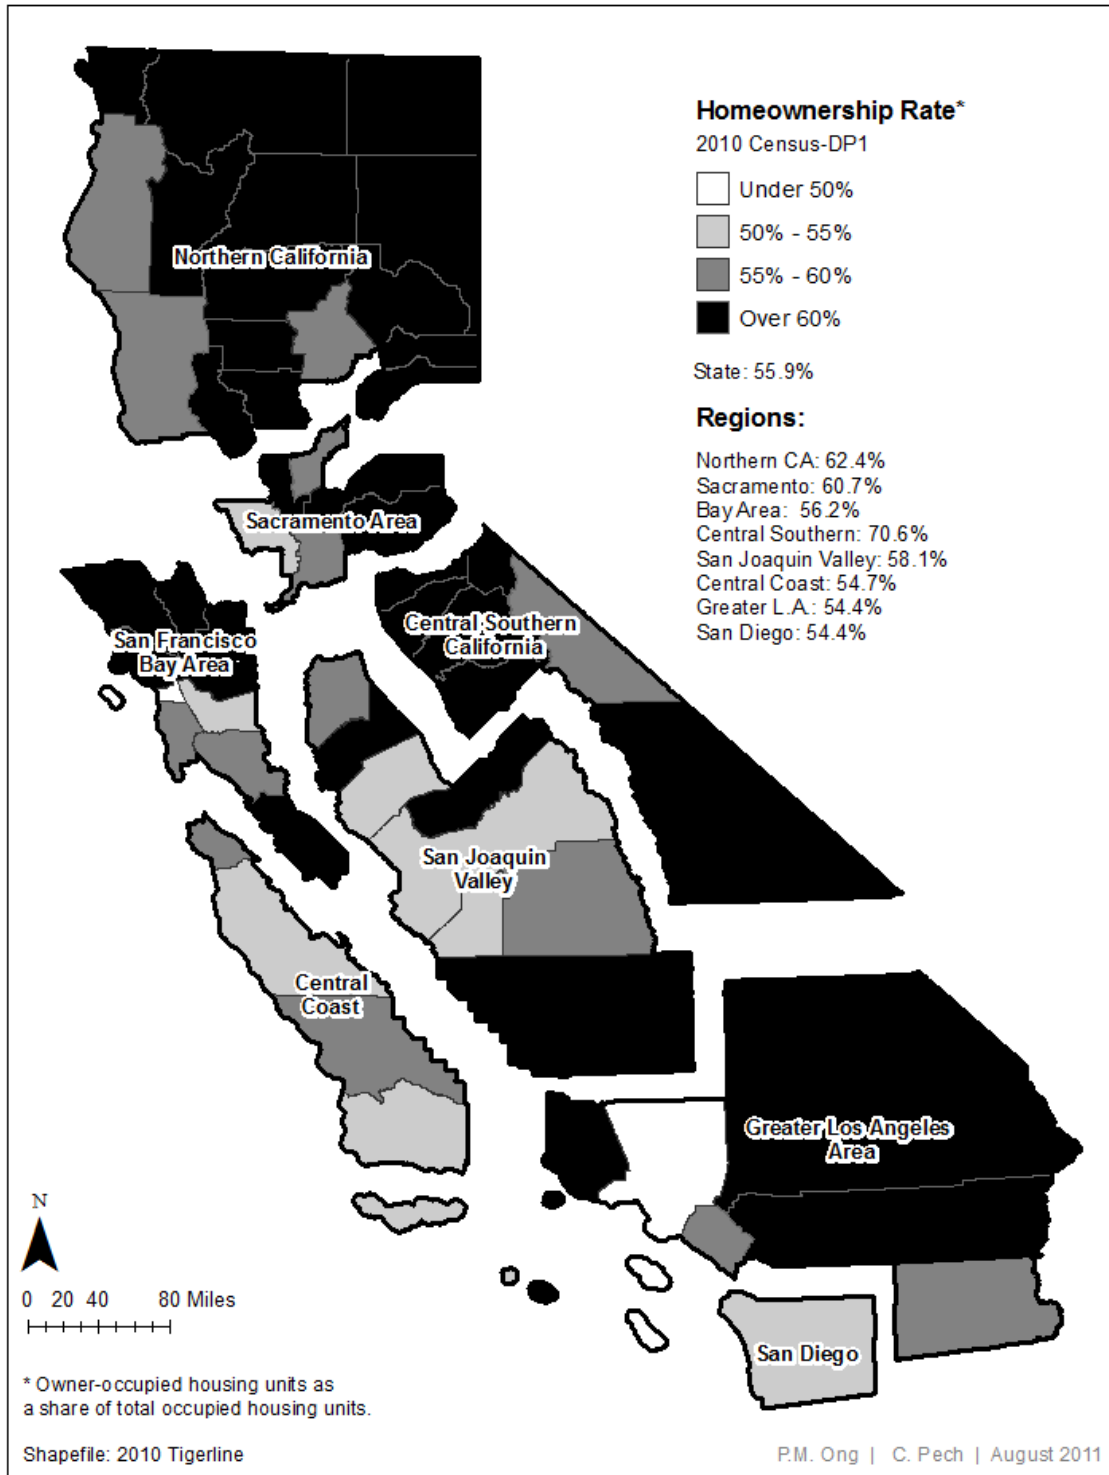 Homeownership Rate*
2010 Census-DP1
Under 50%
50% - 55%
55% - 60%
Over 60%
State: 55.9%
Regions:
Northern CA: 62.4%
Sacramento: 60.7%
Bay Area: 56.2%
Central Southern: 70.6%
San Joaquin Valley: 58.1%
Central Coast: 54.7%
Greater L.A.: 54.4%
San Diego: 54.4%
Northern California
Sacramento Area
San Francisco
Bay Area
Central Southern
California
San Joaquin
Valley
Central
Coast
Greater Los Angeles
Area
San Diego
N
0 20 40 80 Miles
* Owner-occupied housing units as
a share of total occupied housing units.
Shapefile: 2010 Tigerline
P.M. Ong | C. Pech | August 2011